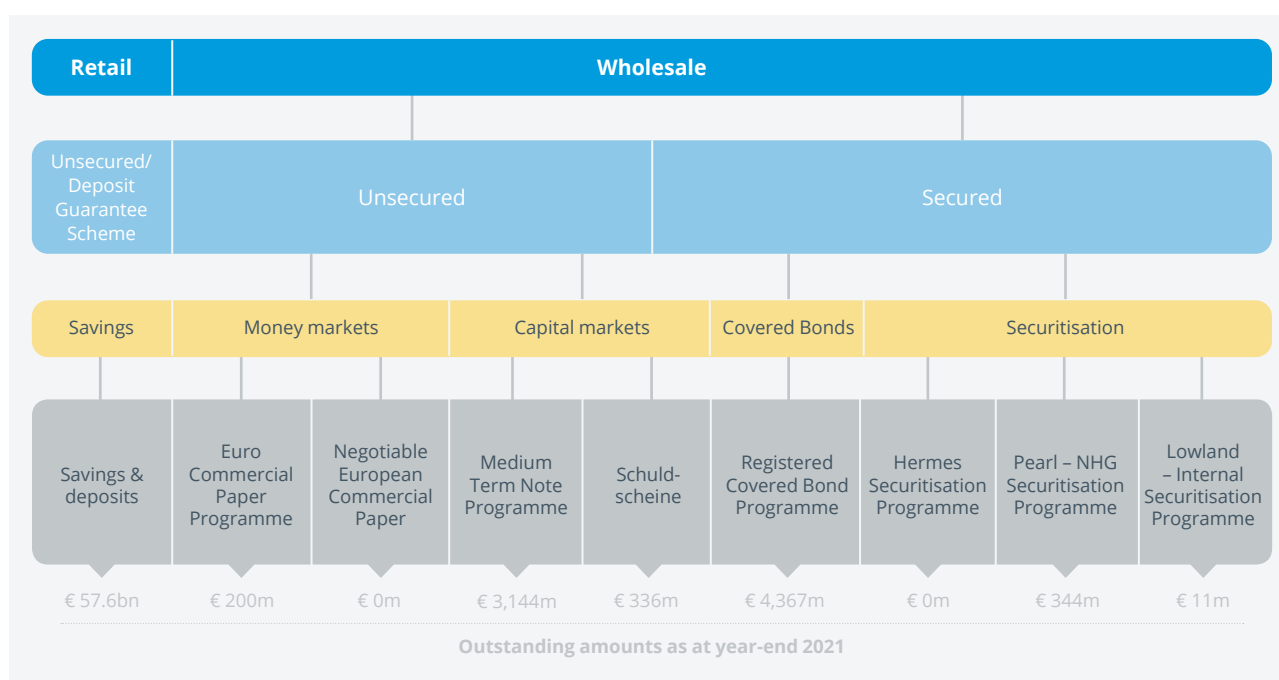 Retail
Wholesale
Unsecured/
Deposit
Guarantee
Scheme
Unsecured
Secured
Savings
Money markets
Capital markets
Covered Bonds
Securitisation
Savings &
deposits
Euro
Commercial
Paper
Programme
Negotiable
European
Commercial
Paper
Medium
Term Note
Programme
Schuld-
scheine
Registered
Covered Bond
Programme
Hermes
Securitisation
Programme
Pearl – NHG
Securitisation
Programme
Lowland
– Internal
Securitisation
Programme
€ 57.6bn
€ 200m
€ 0m
€ 3,144m
€ 336m
€ 4,367m
€ 0m
€ 344m
€ 11m
Outstanding amounts as at year-end 2021